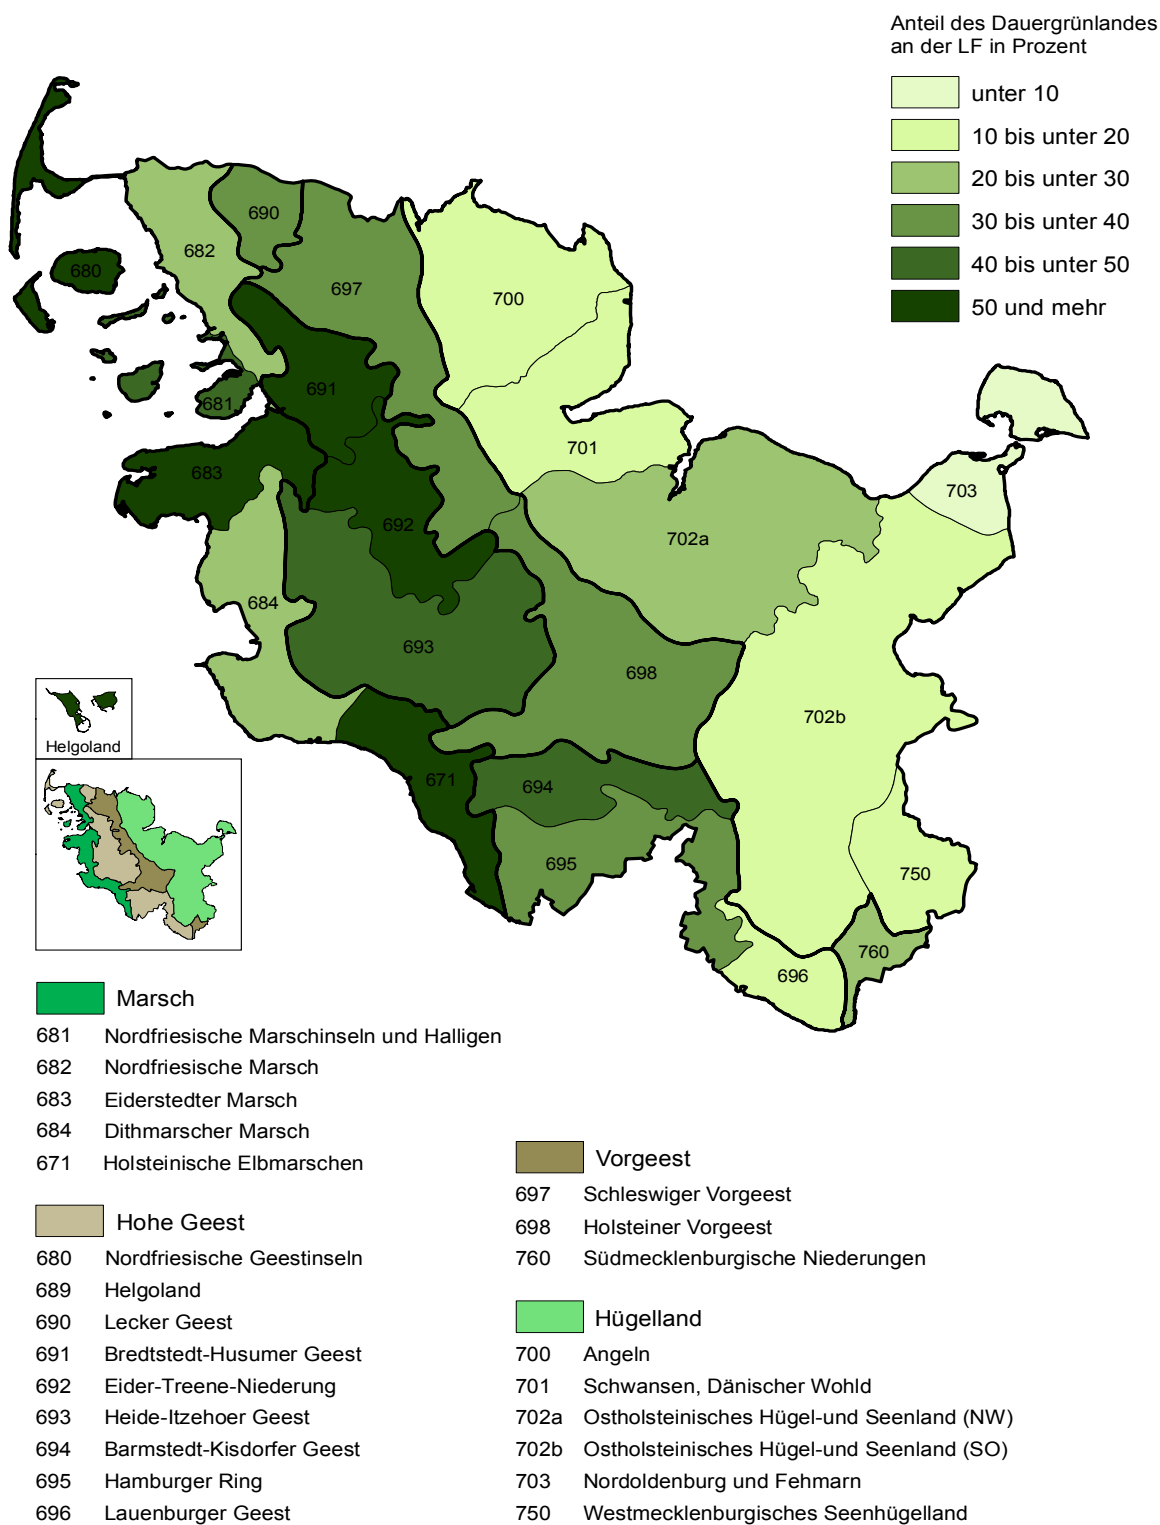 Anteil des Dauergrünlandes
an der LF in Prozent
unter 10
10 bis unter 20
20 bis unter 30
30 bis unter 40
40 bis unter 50
50 und mehr
690
682
680
697
700
691
681
701
683
703
692
702a
684
693
698
702b
671
694
695
750
760
696
Helgoland
Marsch
681 Nordfriesische Marschinseln und Halligen
682 Nordfriesische Marsch
683 Eiderstedter Marsch
684 Dithmarscher Marsch
671 Holsteinische Elbmarschen
Hohe Geest
680 Nordfriesische Geestinseln
689 Helgoland
690 Lecker Geest
691 Bredtstedt-Husumer Geest
692 Eider-Treene-Niederung
693 Heide-Itzehoer Geest
694 Barmstedt-Kisdorfer Geest
695 Hamburger Ring
696 Lauenburger Geest
Vorgeest
697 Schleswiger Vorgeest
698 Holsteiner Vorgeest
760 Südmecklenburgische Niederungen
Hügelland
700 Angeln
701 Schwansen, Dänischer Wohld
702a Ostholsteinisches Hügel-und Seenland (NW)
702b Ostholsteinisches Hügel-und Seenland (SO)
703 Nordoldenburg und Fehmarn
750 Westmecklenburgisches Seenhügelland